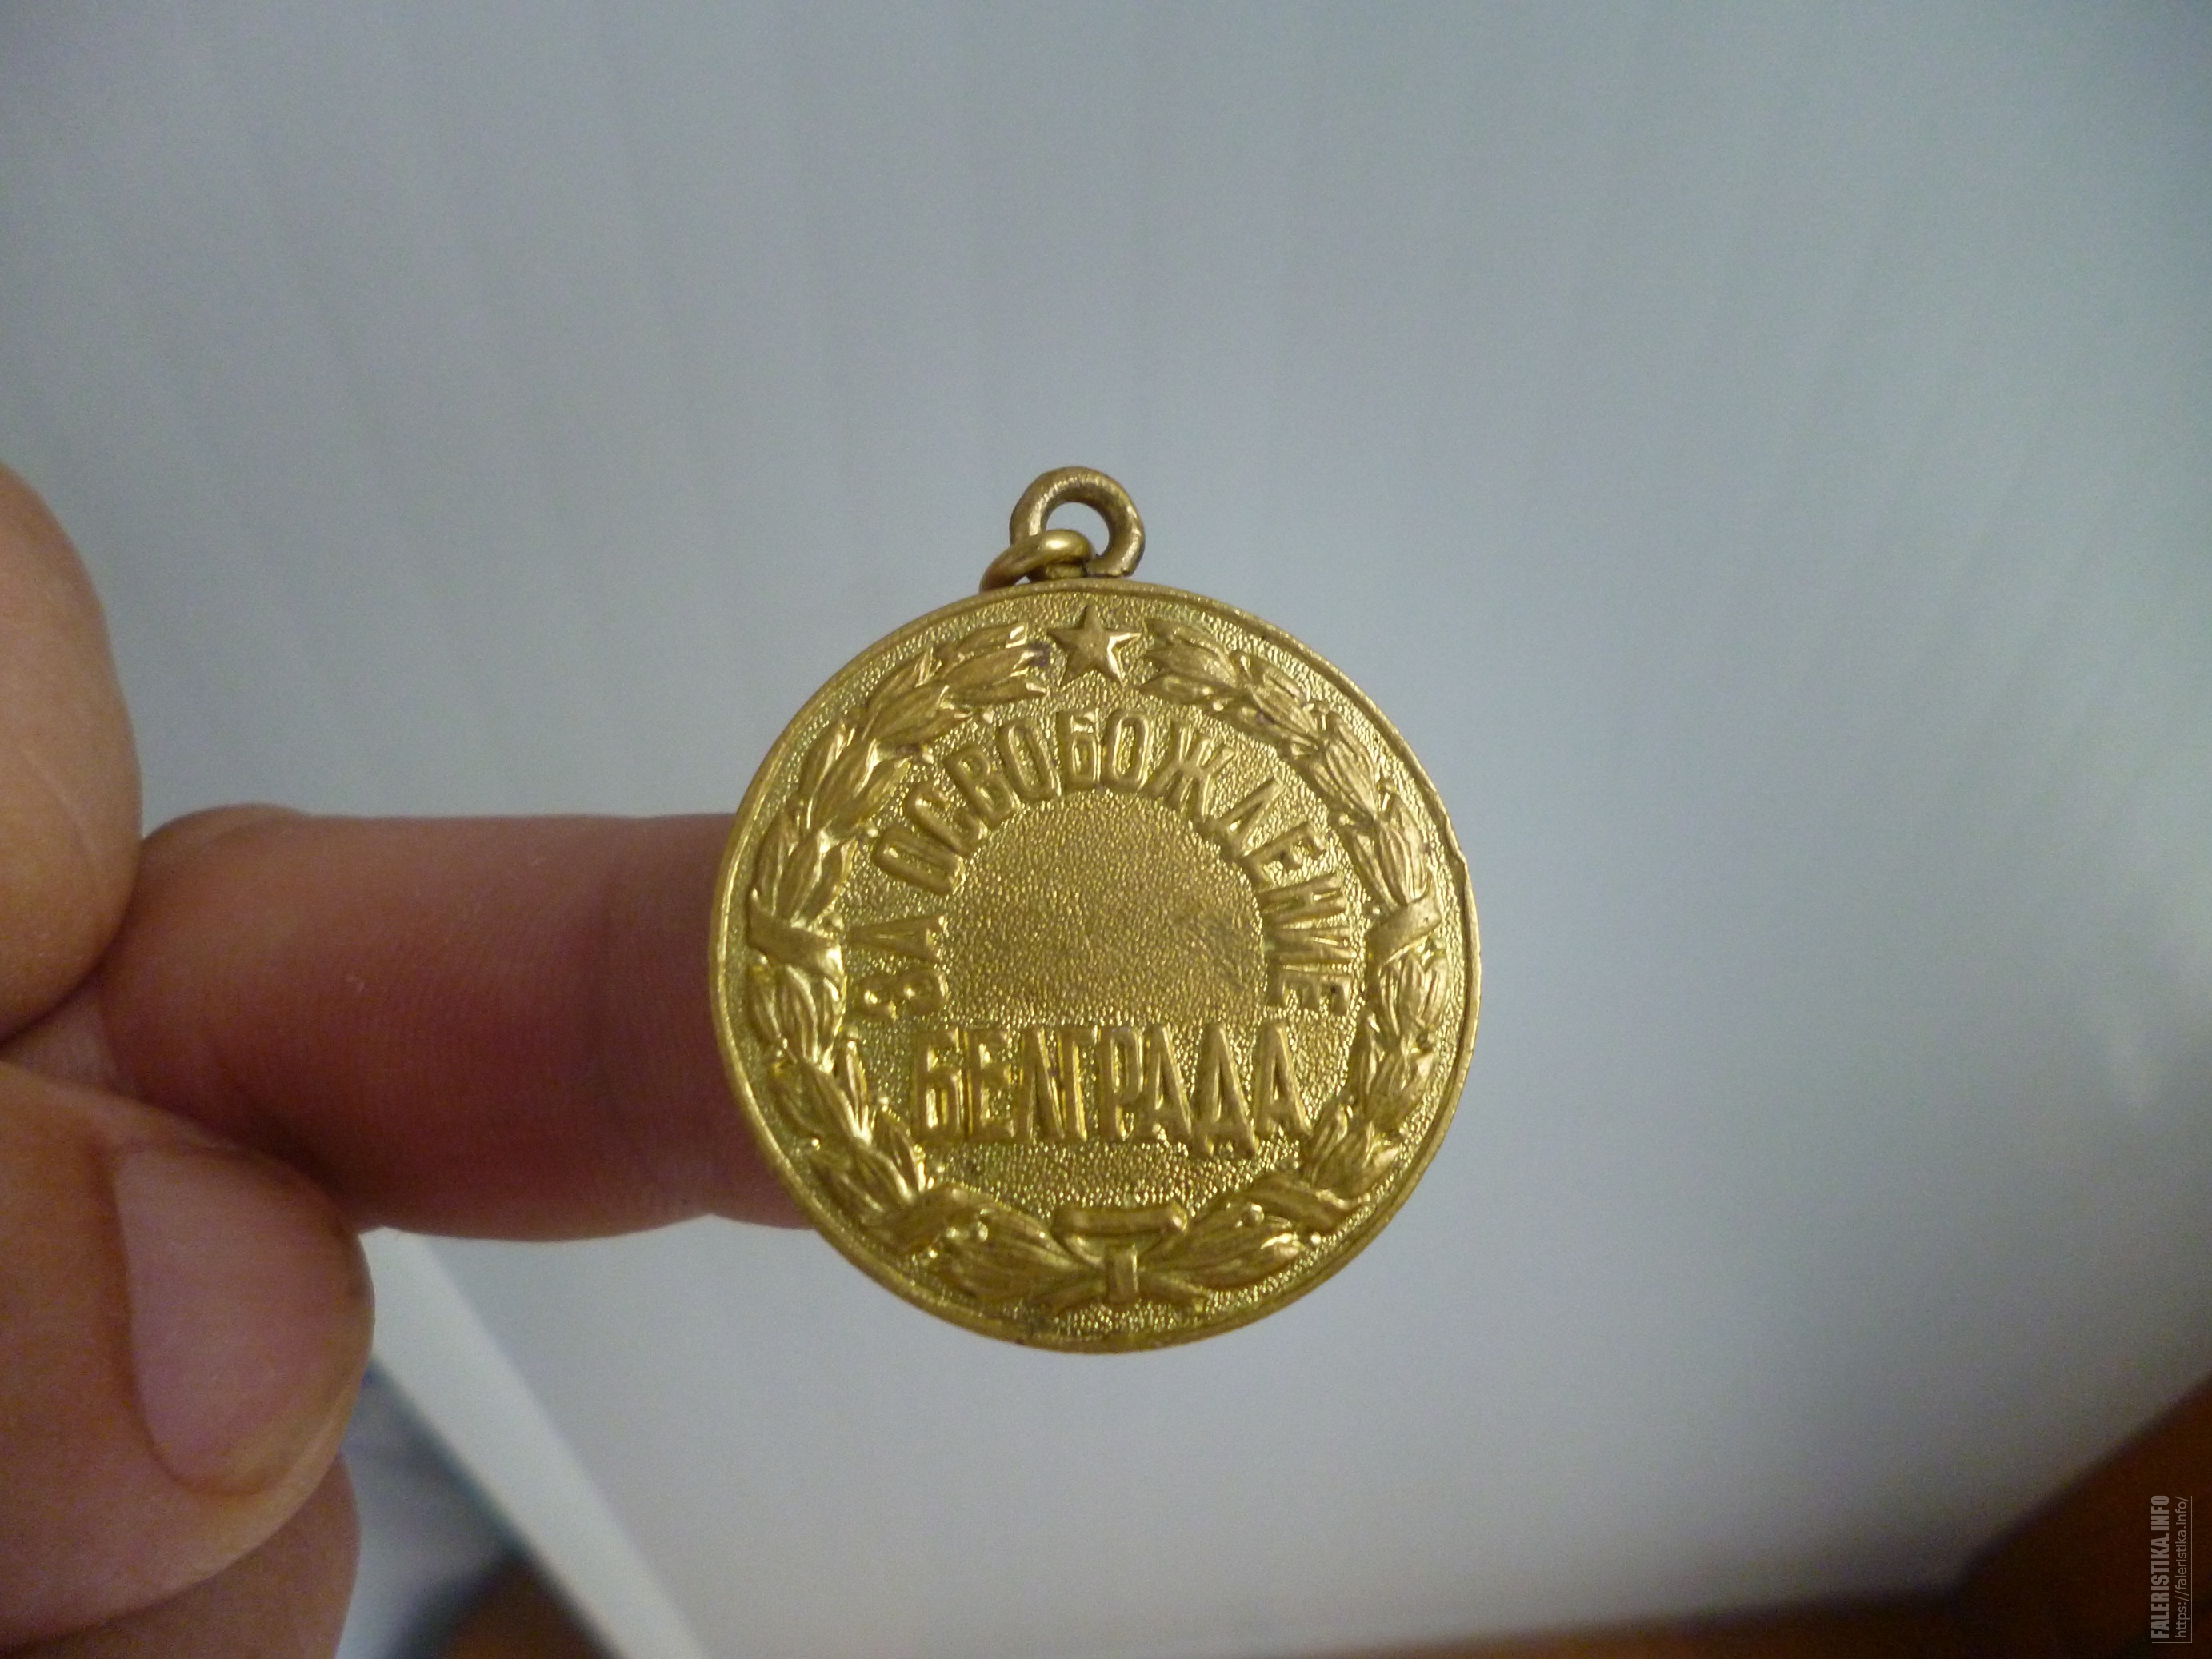 ЗА ОСВОБОЖДЕНИЕ
БЕЛГРАДА
FALERISTIKA.INFO
https://faleristika.info/